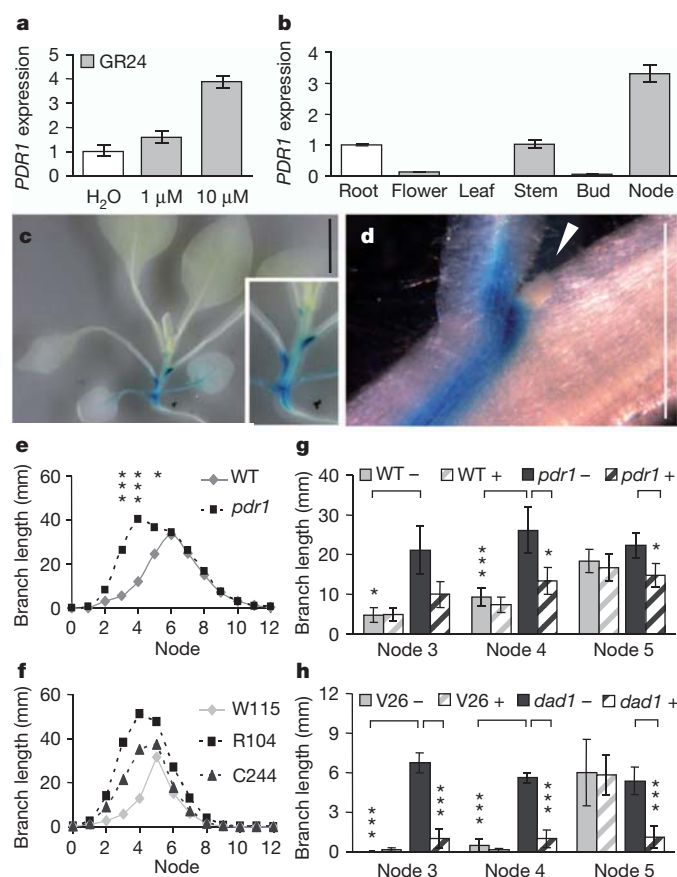 a
PDR1 expression
5
4
3
2
1
0
GR24
H₂O 1 μM 10 μM
b
PDR1 expression
4
3
2
1
0
Root Flower Leaf Stem Bud Node
c
d
e
Branch length (mm)
60
40
20
0
*** *** *
WT
pdr1
0 2 4 6 8 10 12
Node
f
Branch length (mm)
60
40
20
0
W115
R104
C244
0 2 4 6 8 10 12
Node
g
Branch length (mm)
40
30
20
10
0
WT – WT + pdr1 – pdr1 +
* *** * *
Node 3 Node 4 Node 5
h
Branch length (mm)
12
9
6
3
0
V26 – V26 + dad1 – dad1 +
*** *** *** *** ***
Node 3 Node 4 Node 5